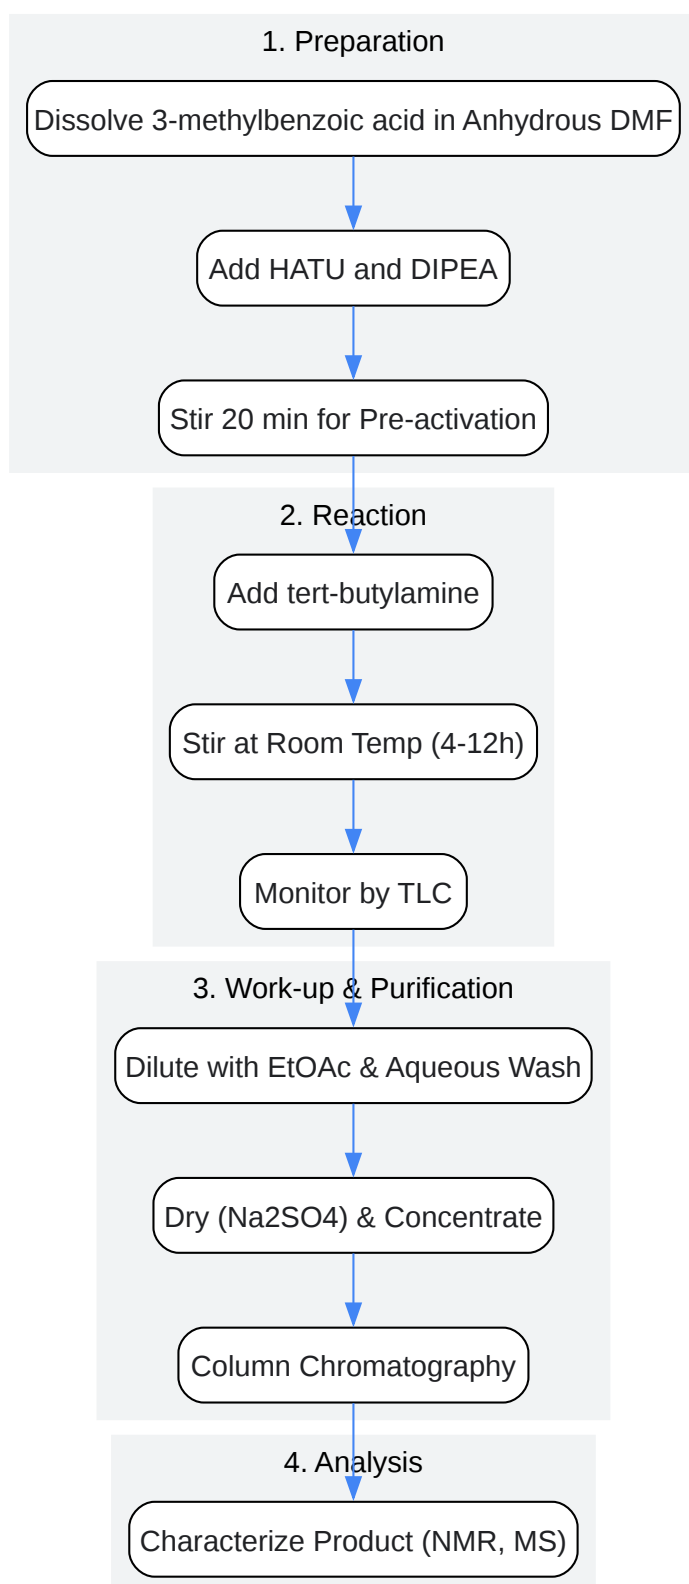 1. Preparation
Dissolve 3-methylbenzoic acid in Anhydrous DMF
Add HATU and DIPEA
Stir 20 min for Pre-activation
2. Reaction
Add tert-butylamine
Stir at Room Temp (4-12h)
Monitor by TLC
3. Work-up & Purification
Dilute with EtOAc & Aqueous Wash
Dry (Na2SO4) & Concentrate
Column Chromatography
4. Analysis
Characterize Product (NMR, MS)